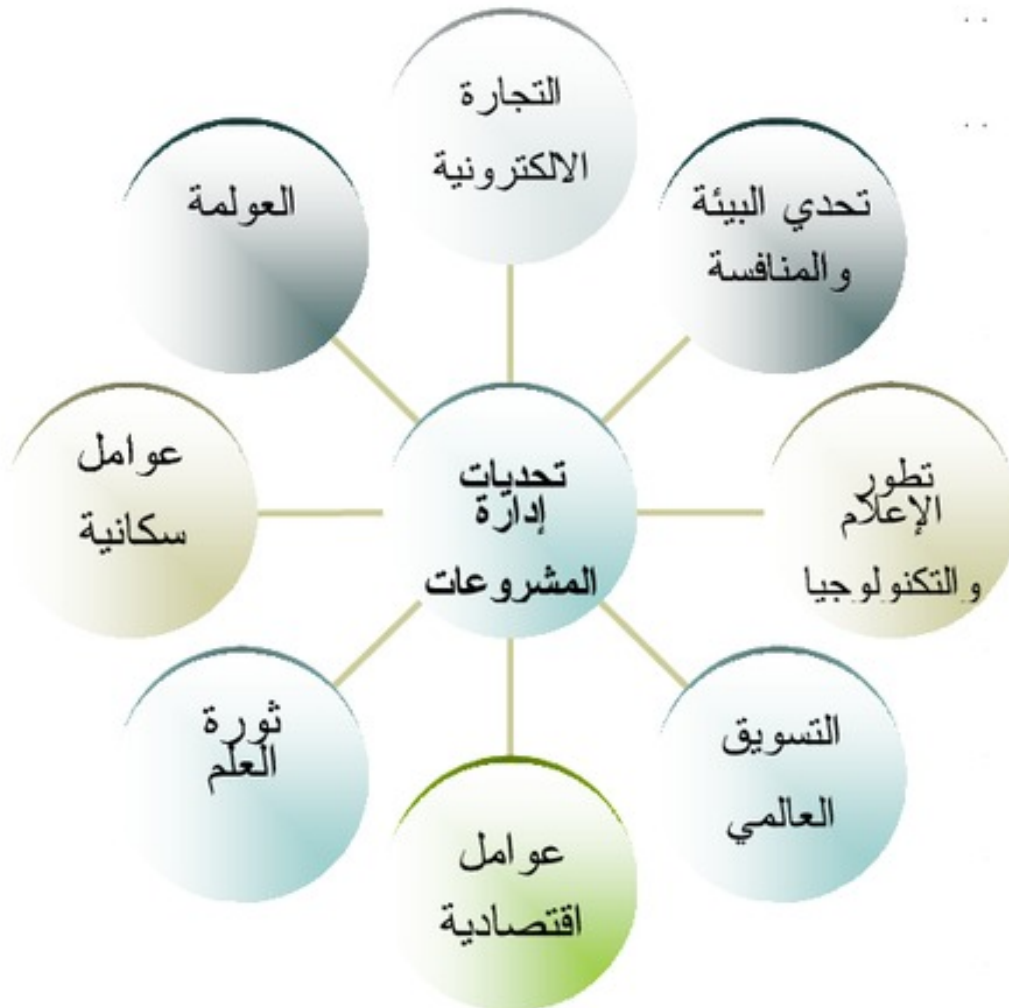 التجارة
الالكترونية
تحدي البيئة
والمنافسة
تطور
الإعلام
والتكنولوجيا
التسويق
العالمي
عوامل
اقتصادية
ثورة
العلم
عوامل
سكانية
العولمة
تحديات
إدارة
المشروعات